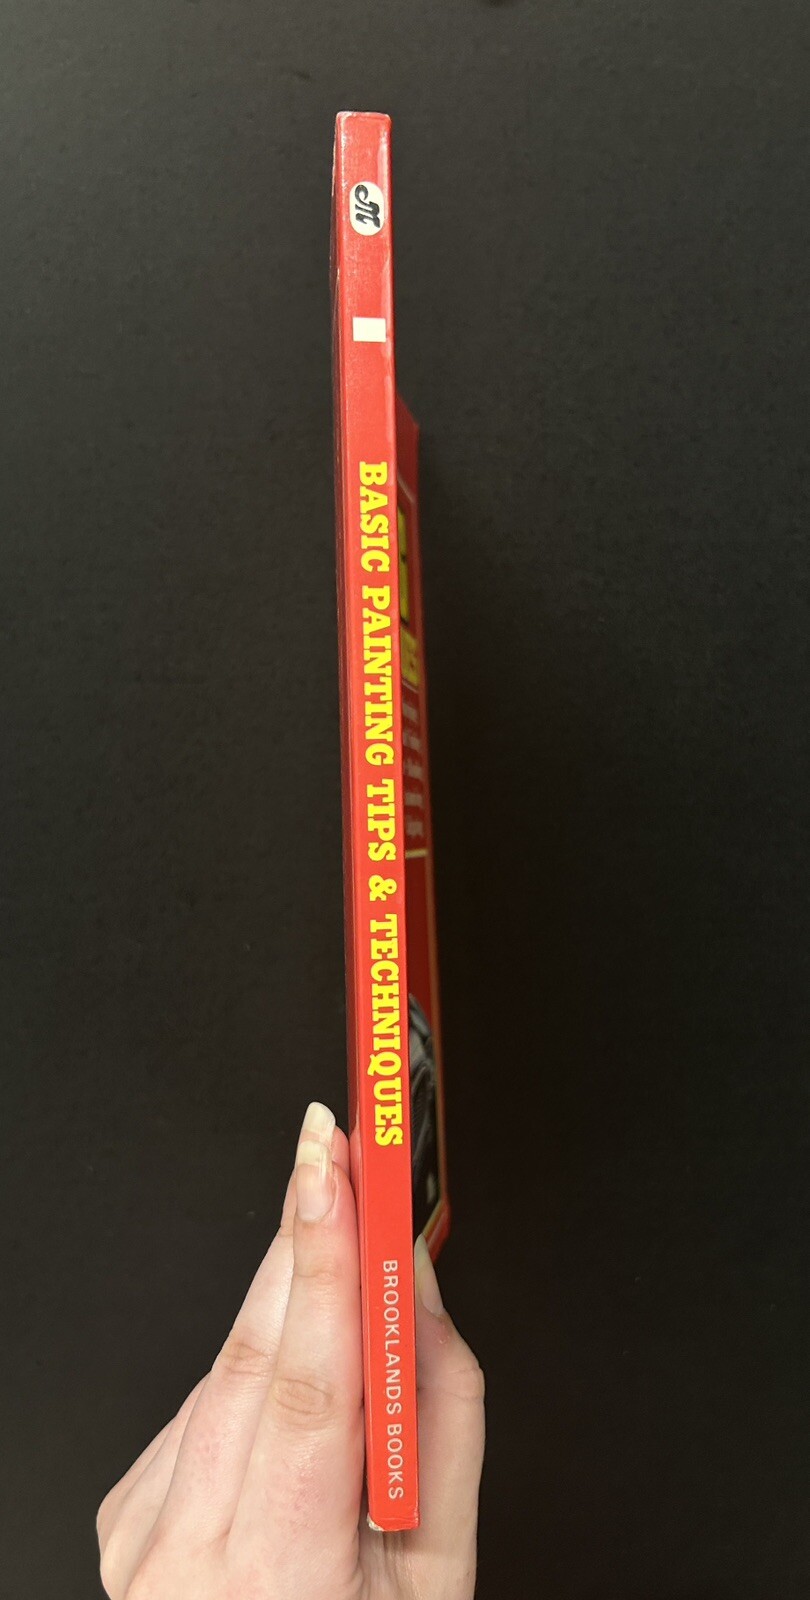 M
BASIC PAINTING TIPS & TECHNIQUES
BROOKLANDS BOOKS